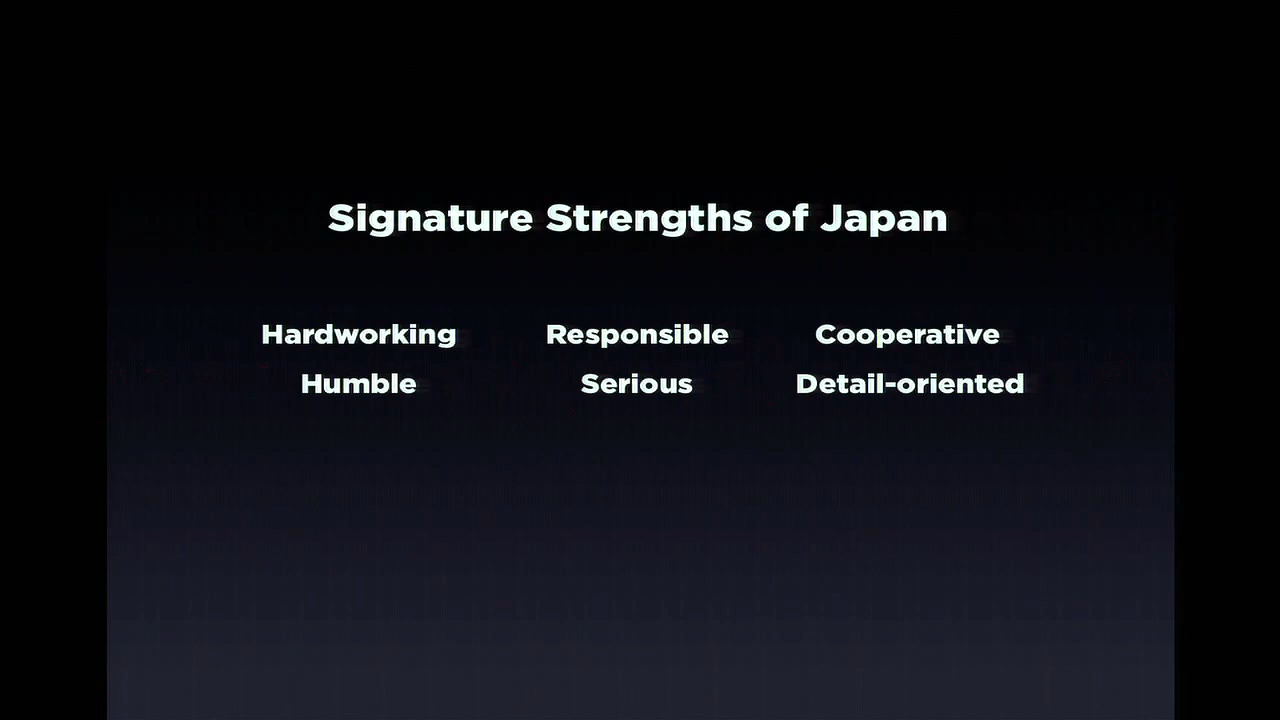 Signature Strengths of Japan
Hardworking Responsible Cooperative
Humble Serious Detail-oriented